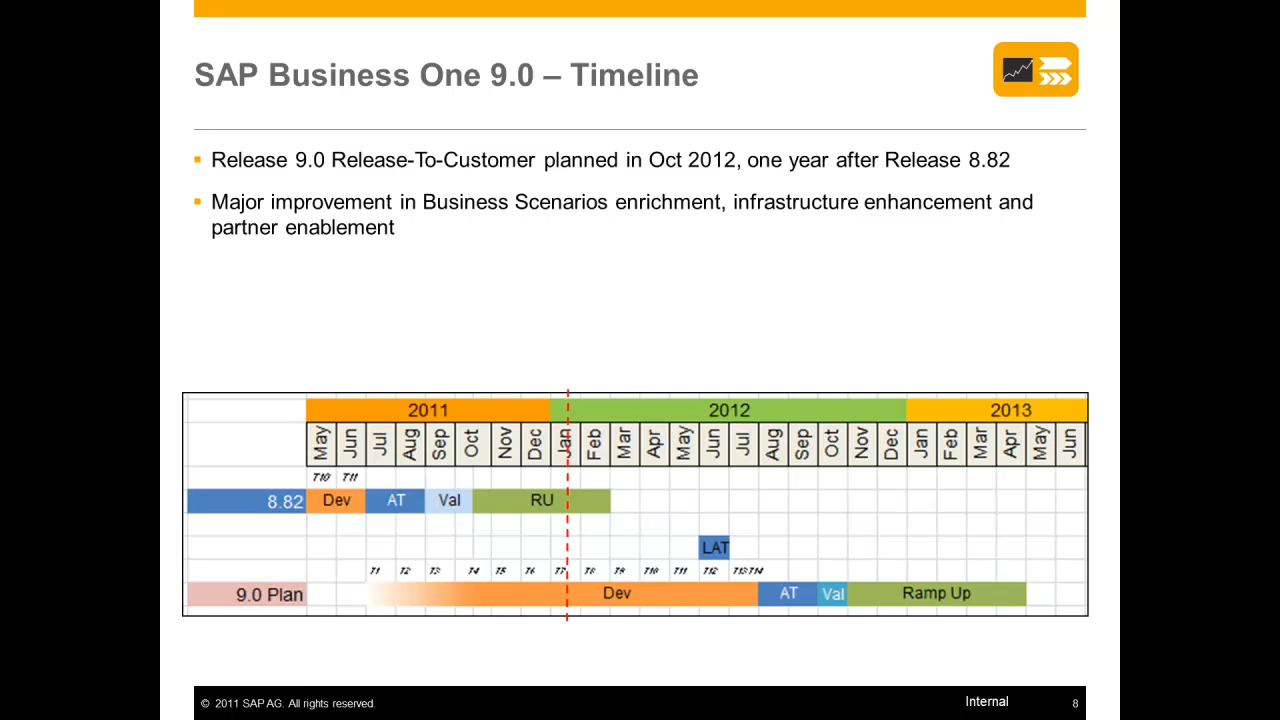 SAP Business One 9.0 – Timeline
Release 9.0 Release-To-Customer planned in Oct 2012, one year after Release 8.82
Major improvement in Business Scenarios enrichment, infrastructure enhancement and
partner enablement
2011 2012 2013
May Jun Jul Aug Sep Oct Nov Dec Jan Feb Mar Apr May Jun Jul Aug Sep Oct Nov Dec Jan Feb Mar Apr May Jun
T10 T11
8.82 Dev AT Val RU
LAT
T1 T2 T3 T4 T5 T6 T7 T8 T9 T10 T11 T12 T13 T14
9.0 Plan Dev AT Val Ramp Up
© 2011 SAP AG. All rights reserved. Internal 8